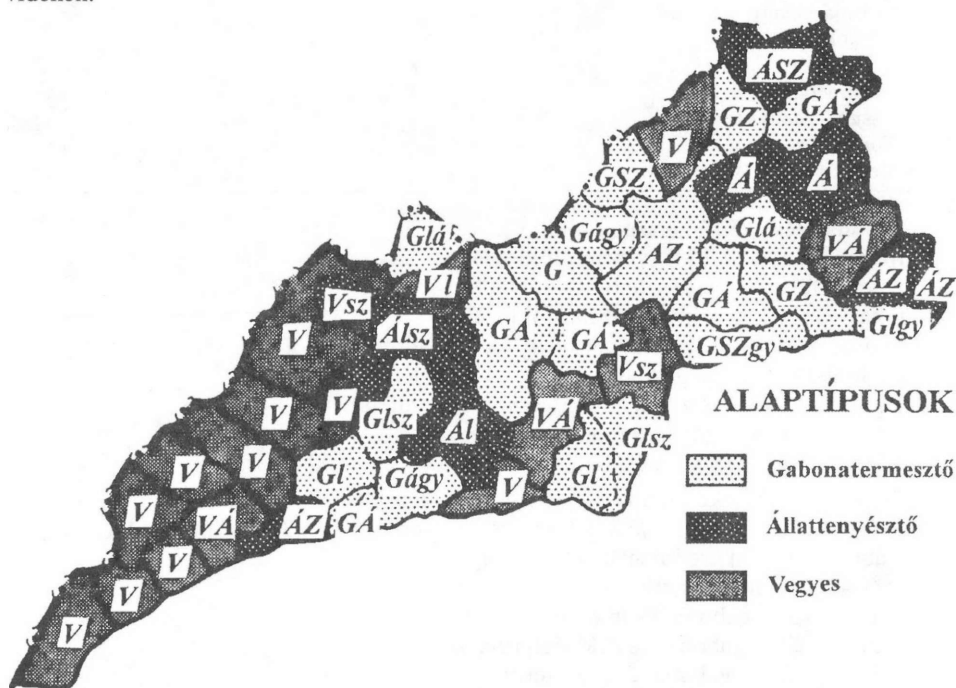 ÁSZ
GZ
GÁ
V
GSZ
Á
Á
Gágy
AZ
Glá
VÁ
ÁZ
ÁZ
Glá
Vl
G
GÁ
GZ
Glgy
Vsz
Álsz
GÁ
GÁ
GSZgy
V
Vsz
V
V
Glsz
Ál
VÁ
Glsz
V
V
Gl
Gágy
V
Gl
V
VÁ
ÁZ
GÁ
V
V
V
ALAPTÍPUSOK
Gabonatermesztő
Állattenyésztő
Vegyes